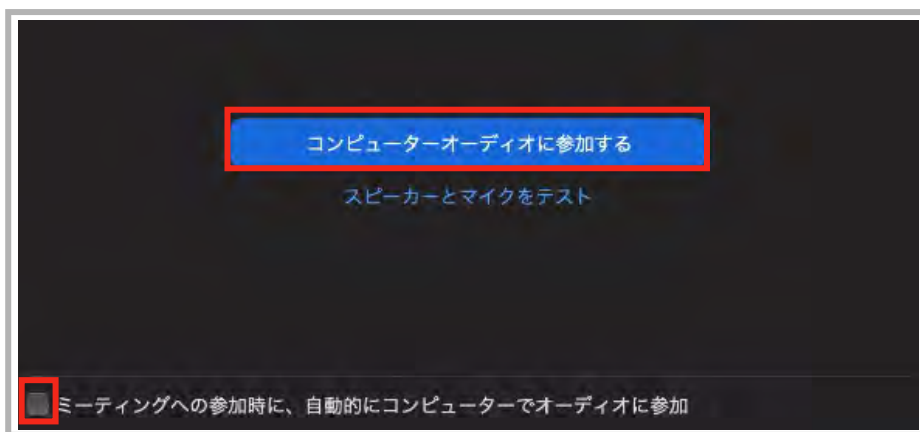 コンピューターオーディオに参加する
スピーカーとマイクをテスト
ミーティングへの参加時に、自動的にコンピューターでオーディオに参加